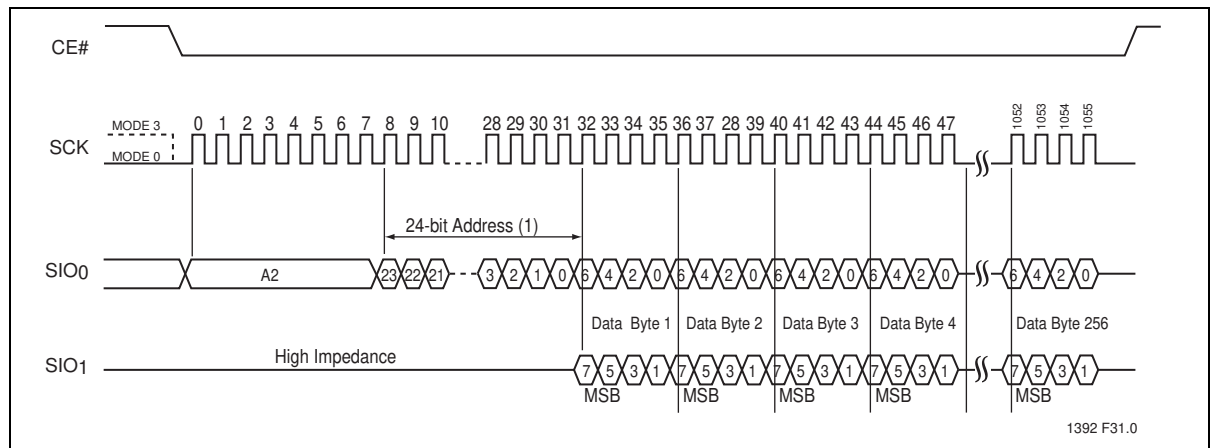 CE#
MODE 3 0 1 2 3 4 5 6 7 8 9 10 28 29 30 31 32 33 34 35 36 37 28 39 40 41 42 43 44 45 46 47 1052 1053 1054 1055
SCK
MODE 0
24-bit Address (1)
SIO0 A2 23 22 21 3 2 1 0 6 4 2 0 6 4 2 0 6 4 2 0 6 4 2 0 6 4 2 0
Data Byte 1 Data Byte 2 Data Byte 3 Data Byte 4 Data Byte 256
SIO1 High Impedance 7 5 3 1 7 5 3 1 7 5 3 1 7 5 3 1 7 5 3 1
MSB MSB MSB MSB MSB
1392 F31.0